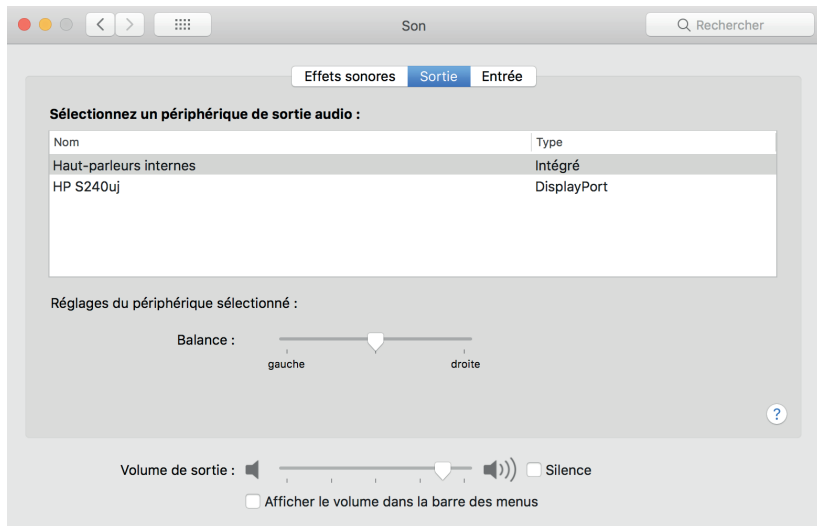 Son
Rechercher
Effets sonores Sortie Entrée
Sélectionnez un périphérique de sortie audio :
Nom Type
Haut-parleurs internes Intégré
HP S240uj DisplayPort
Réglages du périphérique sélectionné :
Balance :
gauche droite
?
Volume de sortie : Silence
Afficher le volume dans la barre des menus